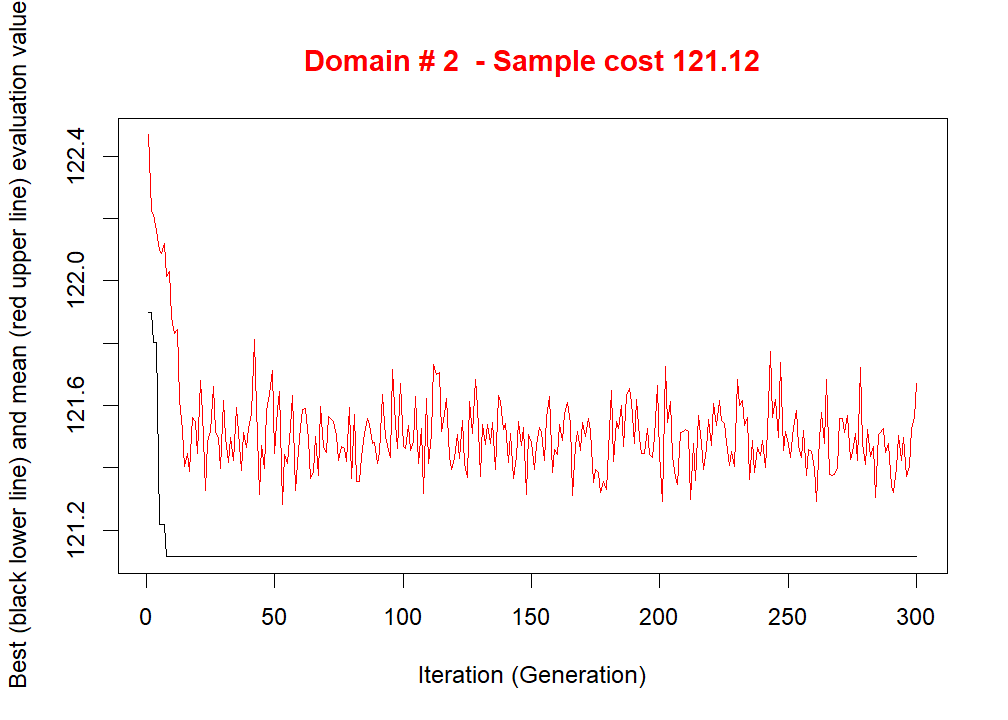 Domain # 2  - Sample cost 121.12
Best (black lower line) and mean (red upper line) evaluation value
122.4
122.0
121.6
121.2
0 50 100 150 200 250 300
Iteration (Generation)